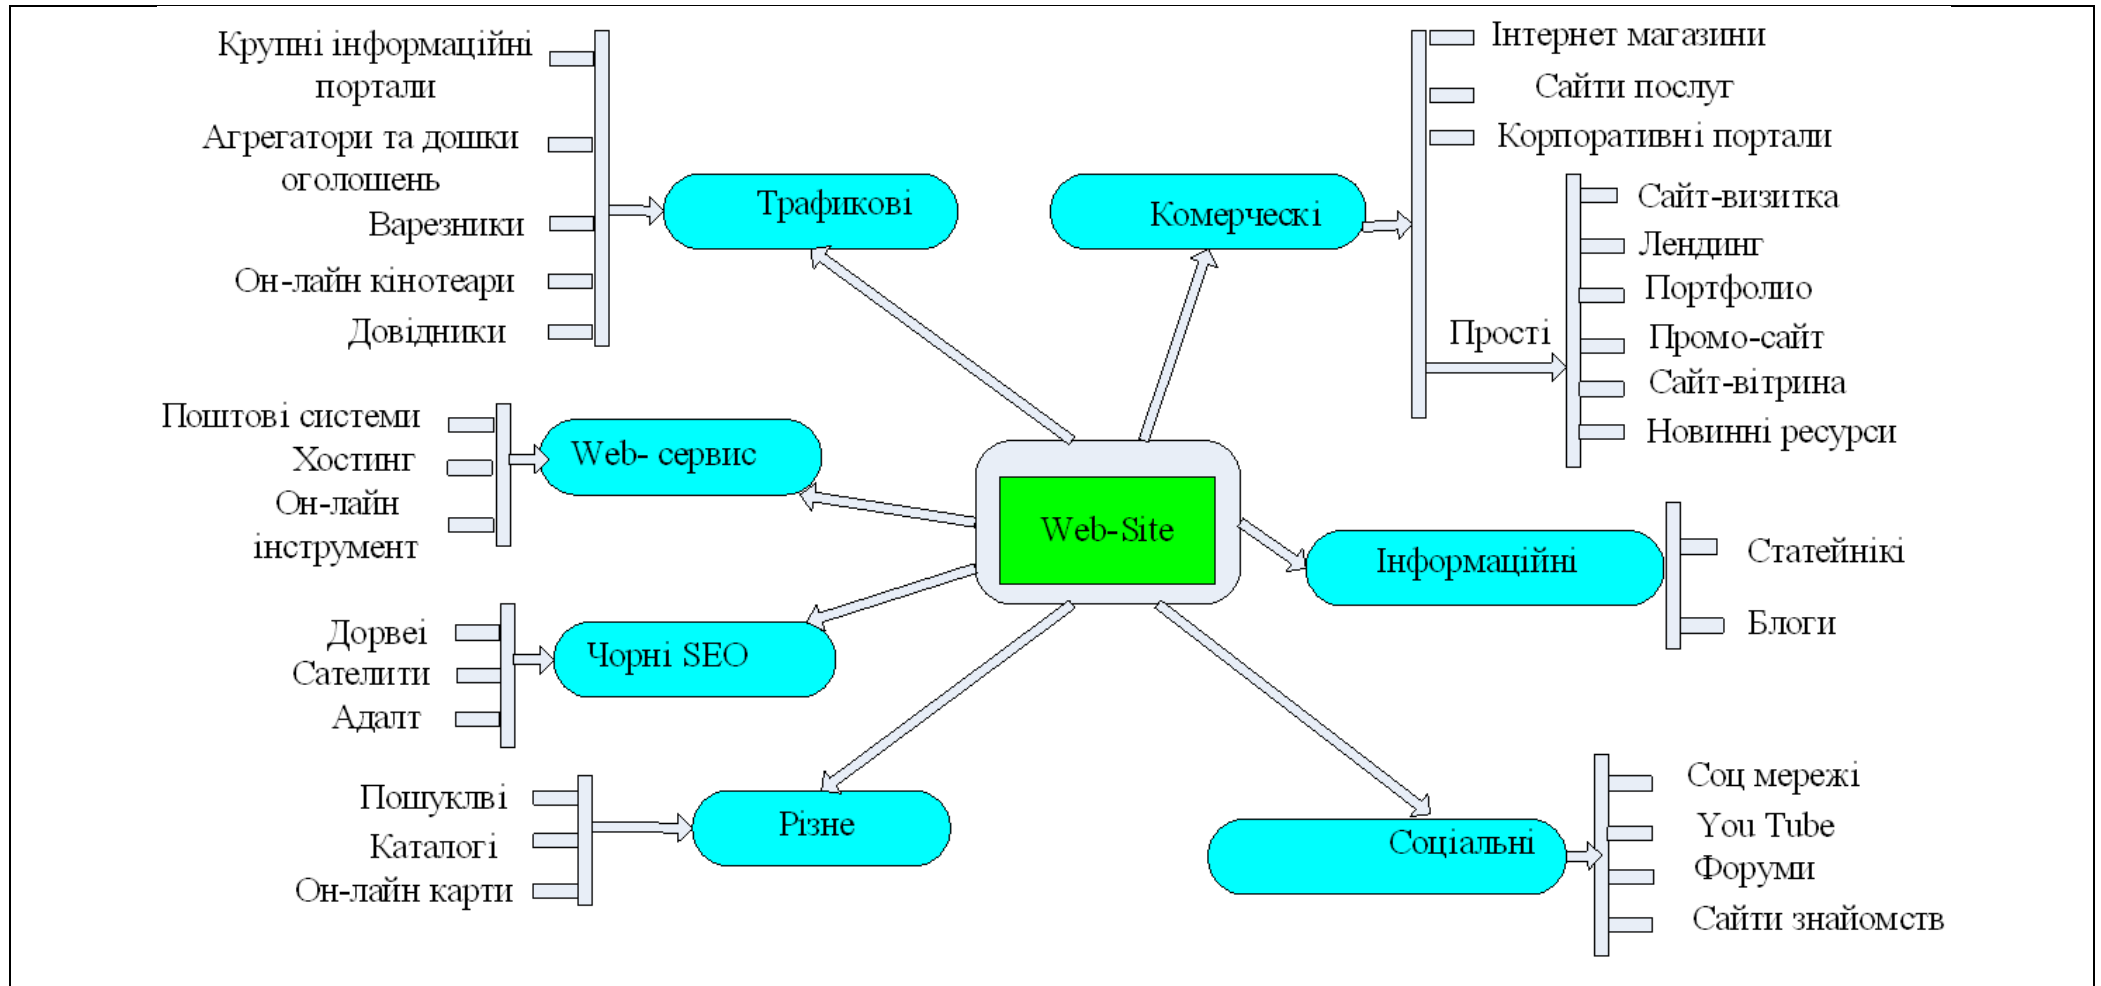 Крупні інформаційні
портали
Агрегатори та дошки
оголошень
Варезники
Он-лайн кінотеари
Довідники
Трафикові
Комерческі
Інтернет магазини
Сайти послуг
Корпоративні портали
Прості
Сайт-визитка
Лендинг
Портфолио
Промо-сайт
Сайт-вітрина
Новинні ресурси
Поштові системи
Хостинг
Он-лайн
інструмент
Web- сервис
Web-Site
Інформаційні
Статейнікі
Блоги
Дорвеі
Сателити
Адалт
Чорні SEO
Пошуклві
Каталогі
Он-лайн карти
Різне
Соціальні
Соц мережі
You Tube
Форуми
Сайти знайомств